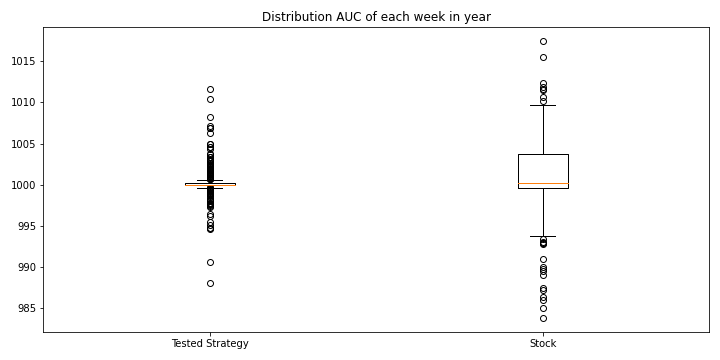 Distribution AUC of each week in year
1015
1010
1005
1000
995
990
985
Tested Strategy
Stock